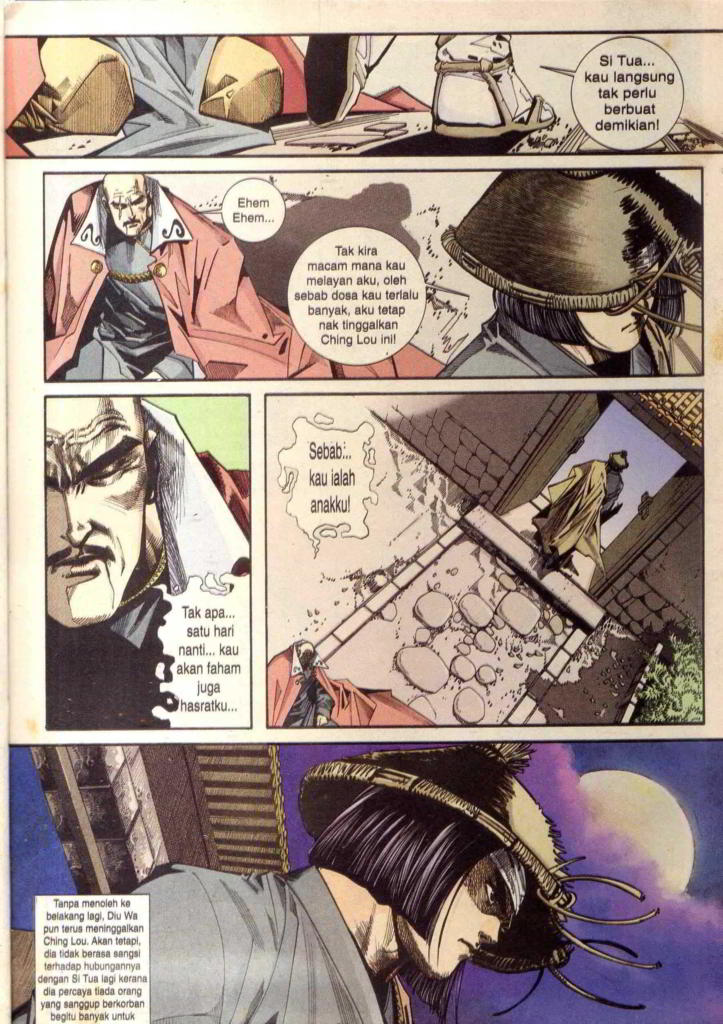 Si Tua...
kau langsung
tak perlu
berbuat
demikian!
Ehem
Ehem...
Tak kira
macam mana kau
melayan aku, oleh
sebab dosa kau terlalu
banyak, aku tetap
nak tinggalkan
Ching Lou ini!
Tak apa...
satu hari
nanti... kau
akan faham
juga
hasratku...
Sebab...
kau ialah
anakku!
Tanpa menoleh ke
belakang lagi, Diu Wa
pun terus meninggalkan
Ching Lou. Akan tetapi,
dia tidak berasa sangsi
terhadap hubungannya
dengan Si Tua lagi kerana
dia percaya tiada orang
yang sanggup berkorban
begitu banyak untuk